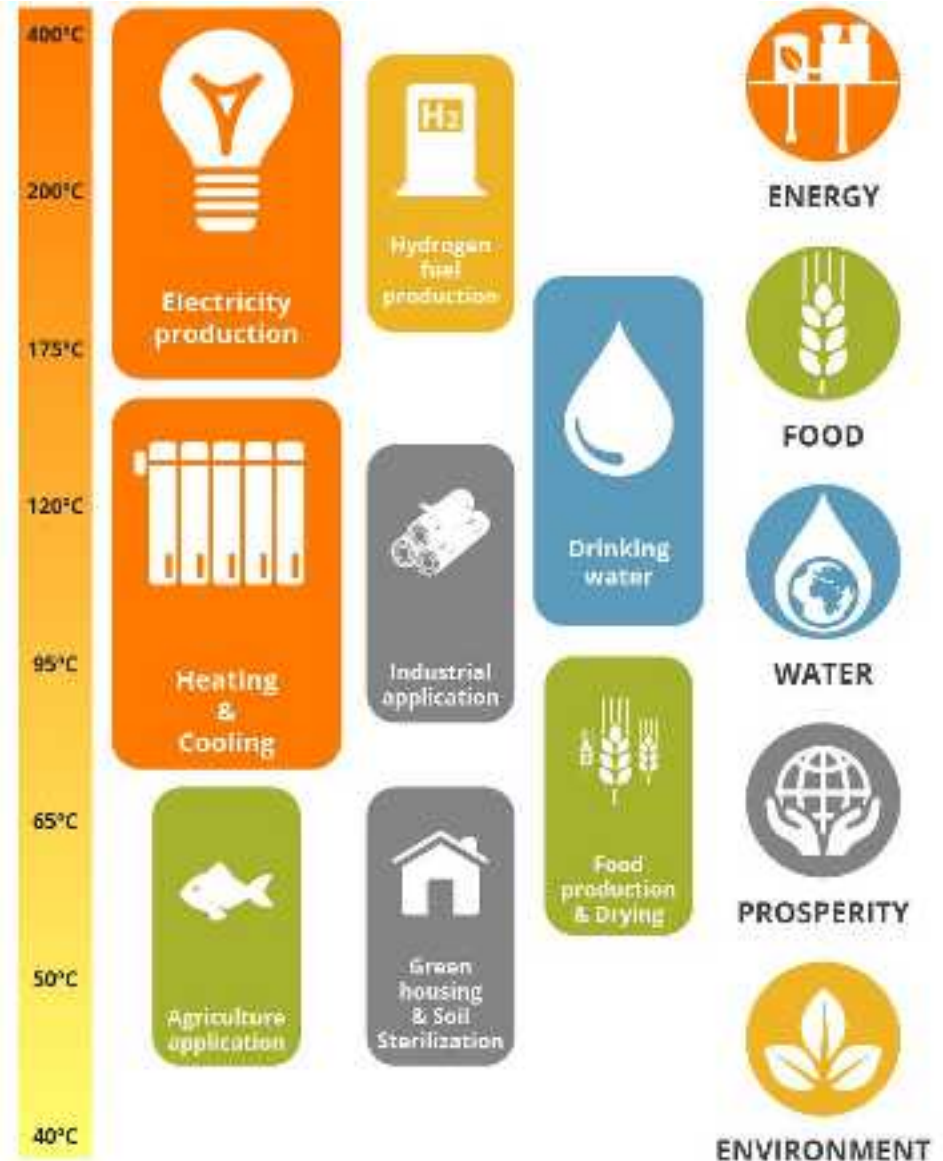 400°C
200°C
175°C
120°C
95°C
65°C
50°C
40°C
Electricity
production
H2
Hydrogen
fuel
production
Drinking
water
Heating
&
Cooling
Industrial
application
Food
production
& Drying
Agriculture
application
Green
housing
& Soil
Sterilization
ENERGY
FOOD
WATER
PROSPERITY
ENVIRONMENT